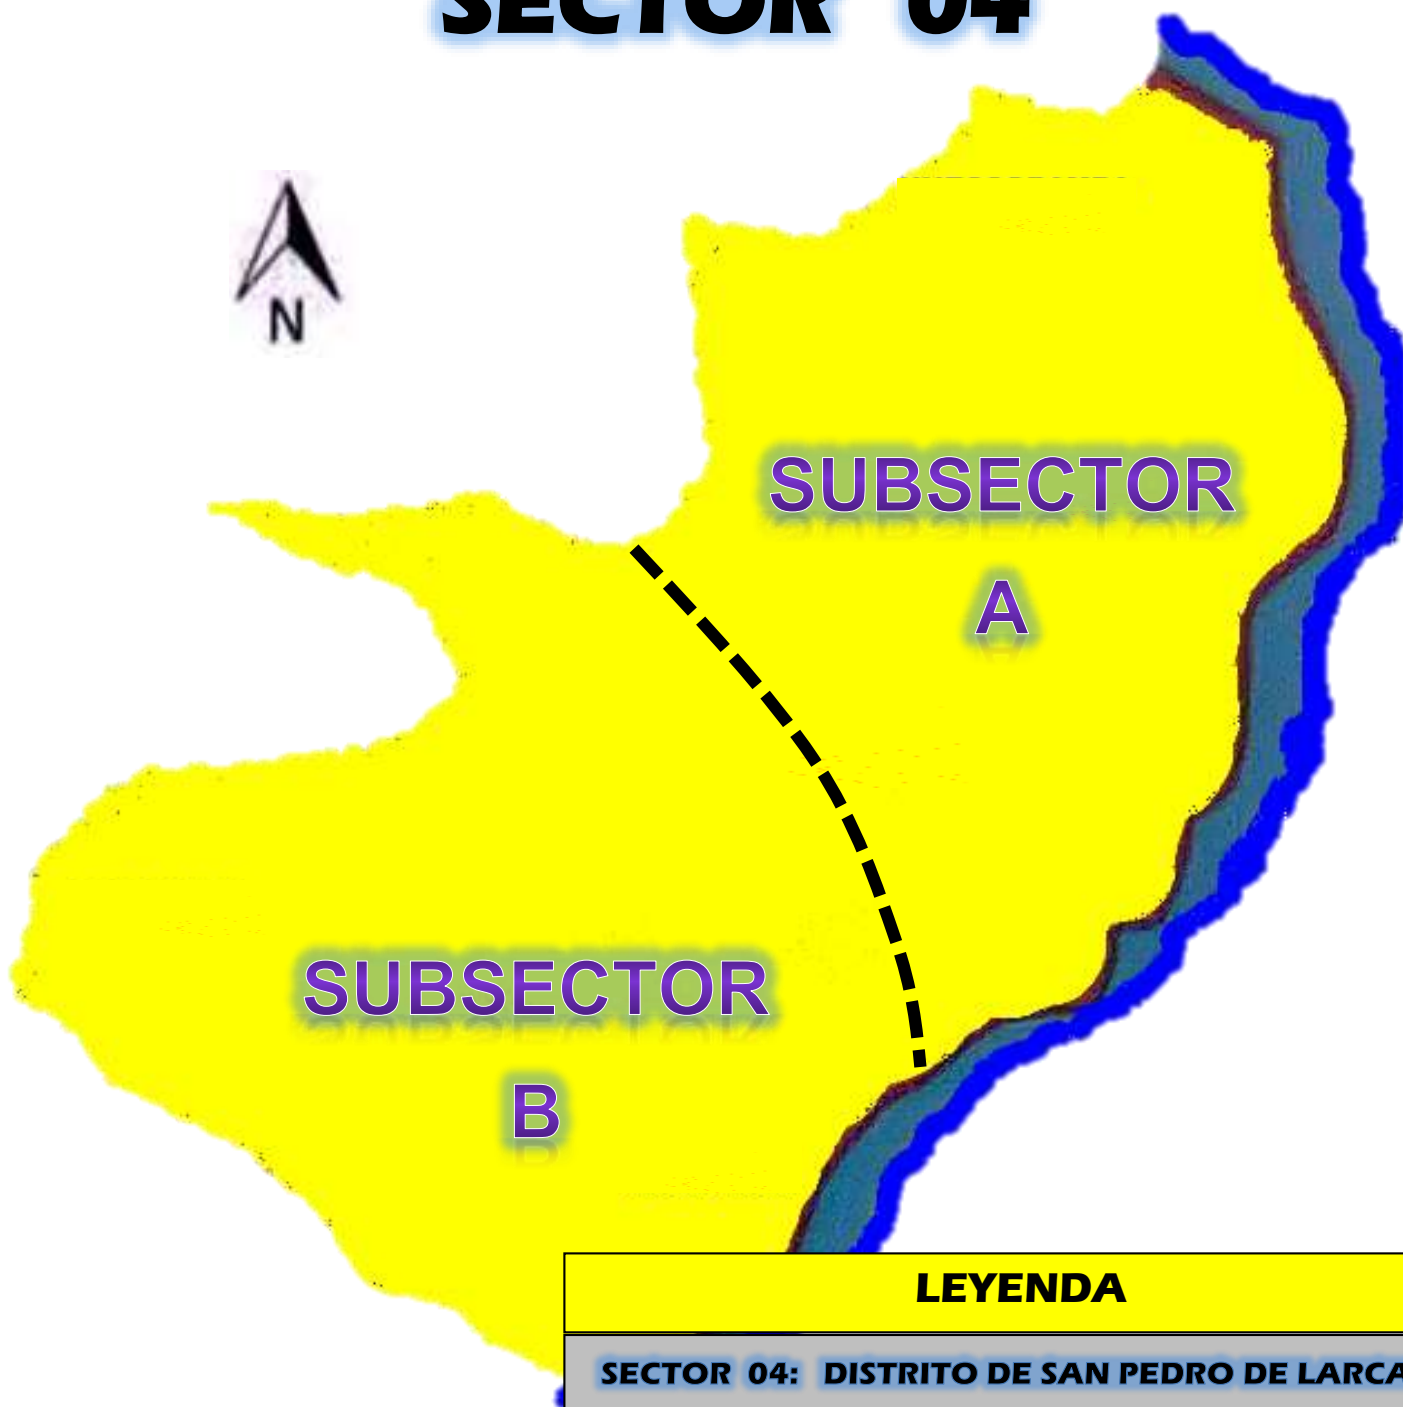 SECTOR 04
N
SUBSECTOR
A
SUBSECTOR
B
LEYENDA
SECTOR 04: DISTRITO DE SAN PEDRO DE LARCA